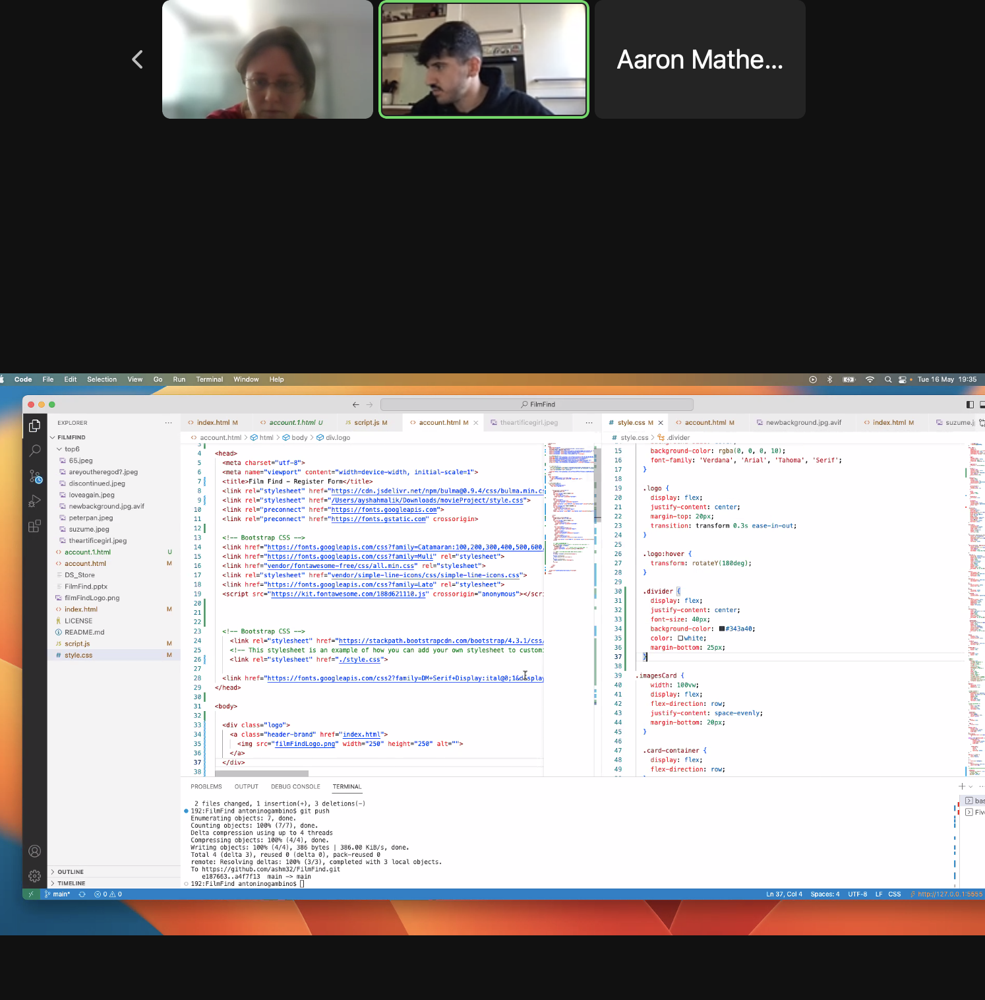 Aaron Mathe...
Code File Edit Selection View Go Run Terminal Window Help
Tue 16 May 19:35
FilmFind
EXPLORER
FILMFIND
top6
65.jpeg
areyoutheregod?.jpeg
discontinued.jpeg
loveagain.jpeg
newbackground.jpg.avif
peterpan.jpeg
suzume.jpeg
theartificegirl.jpeg
account.1.html U
account.html M
DS_Store
FilmFind.pptx
filmFindLogo.png
index.html M
LICENSE
README.md
script.js M
style.css M
OUTLINE
TIMELINE
index.html M account.1.html U script.js M account.html M theartificegirl.jpeg
account.html > html > body > div.logo
3
4 <head>
5 <meta charset="utf-8">
6 <meta name="viewport" content="width=device-width, initial-scale=1">
7 <title>Film Find – Register Form</title>
8 <link rel="stylesheet" href="https://cdn.jsdelivr.net/npm/bulma@0.9.4/css/bulma.min.cs
9 <link rel="stylesheet" href="/Users/ayshahmalik/Downloads/movieProject/style.css">
10 <link rel="preconnect" href="https://fonts.googleapis.com">
11 <link rel="preconnect" href="https://fonts.gstatic.com" crossorigin>
12
13 <!-- Bootstrap CSS -->
14 <link href="https://fonts.googleapis.com/css?family=Catamaran:100,200,300,400,500,600,
15 <link href="https://fonts.googleapis.com/css?family=Muli" rel="stylesheet">
16 <link href="vendor/fontawesome-free/css/all.min.css" rel="stylesheet">
17 <link rel="stylesheet" href="vendor/simple-line-icons/css/simple-line-icons.css">
18 <link href="https://fonts.googleapis.com/css?family=Lato" rel="stylesheet">
19 <script src="https://kit.fontawesome.com/188d621110.js" crossorigin="anonymous"></scri
20
21
22
23 <!-- Bootstrap CSS -->
24 <link rel="stylesheet" href="https://stackpath.bootstrapcdn.com/bootstrap/4.3.1/css/
25 <!-- This stylesheet is an example of how you can add your own stylesheet to customi
26 <link rel="stylesheet" href="./style.css">
27
28 <link href="https://fonts.googleapis.com/css2?family=DM+Serif+Display:ital@0;1&display
29 </head>
30
31 <body>
32
33 <div class="logo">
34 <a class="header-brand" href="index.html">
35 <img src="filmFindLogo.png" width="250" height="250" alt="">
36 </a>
37 </div>
38
style.css M account.html M newbackground.jpg.avif index.html M suzume.j
style.css > .divider
15 background-color: rgba(0, 0, 0, 10);
16 font-family: 'Verdana', 'Arial', 'Tahoma', 'Serif';
17 }
18
19 .logo {
20 display: flex;
21 justify-content: center;
22 margin-top: 20px;
23 transition: transform 0.3s ease-in-out;
24 }
25
26 .logo:hover {
27 transform: rotateY(180deg);
28 }
29
30 .divider {
31 display: flex;
32 justify-content: center;
33 font-size: 40px;
34 background-color: #343a40;
35 color: white;
36 margin-bottom: 25px;
37 }
38
39 .imagesCard {
40 width: 100vw;
41 display: flex;
42 flex-direction: row;
43 justify-content: space-evenly;
44 margin-bottom: 20px;
45 }
46
47 .card-container {
48 display: flex;
49 flex-direction: row;
PROBLEMS OUTPUT DEBUG CONSOLE TERMINAL
2 files changed, 1 insertion(+), 3 deletions(-)
192:FilmFind antoninogambino$ git push
Enumerating objects: 7, done.
Counting objects: 100% (7/7), done.
Delta compression using up to 4 threads
Compressing objects: 100% (4/4), done.
Writing objects: 100% (4/4), 386 bytes | 386.00 KiB/s, done.
Total 4 (delta 3), reused 0 (delta 0), pack-reused 0
remote: Resolving deltas: 100% (3/3), completed with 3 local objects.
To https://github.com/ashm32/FilmFind.git
e187663..a4f7f13 main -> main
192:FilmFind antoninogambino$
bas
Fiv
main* 0 0
Ln 37, Col 4 Spaces: 4 UTF-8 LF CSS http://127.0.0.1:5555